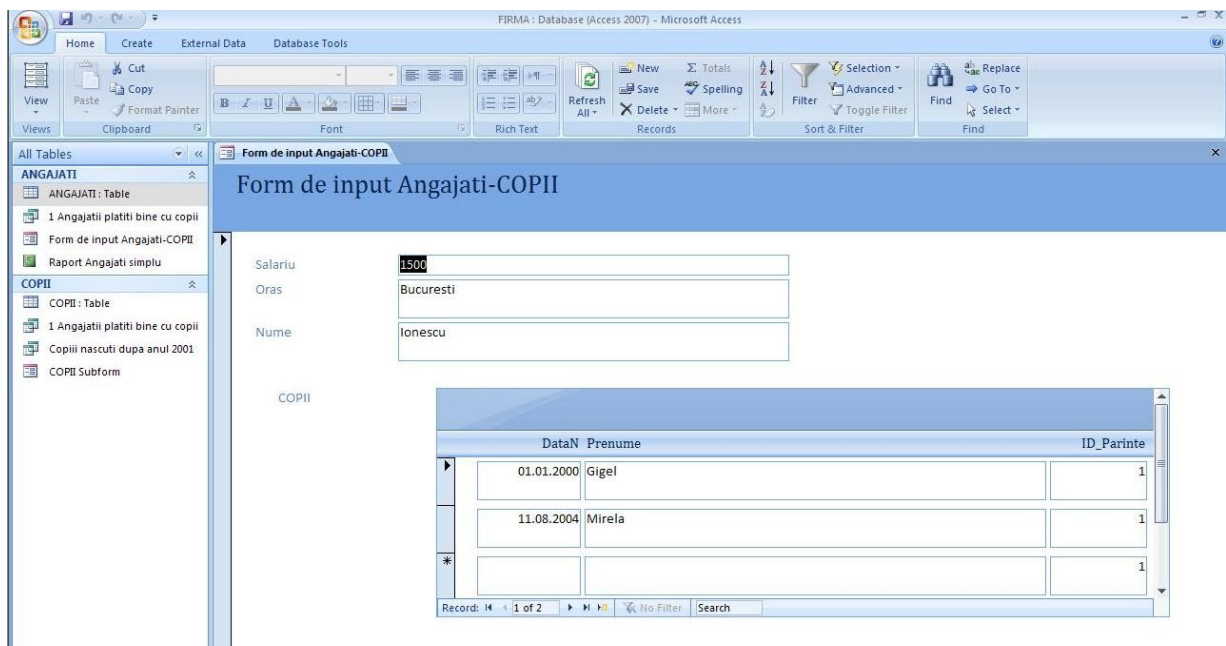 FIRMA : Database (Access 2007) - Microsoft Access
Home Create External Data Database Tools
View
Views
Paste
Cut
Copy
Format Painter
Clipboard
B I U A
Font
Rich Text
Refresh All
New
Save
Delete
Σ Totals
Spelling
More
Records
Filter
Selection
Advanced
Toggle Filter
Sort & Filter
Find
Replace
Go To
Select
Find
All Tables
ANGAJATI
ANGAJATI : Table
1 Angajatii platiti bine cu copii
Form de input Angajati-COPII
Raport Angajati simplu
COPII
COPII : Table
1 Angajatii platiti bine cu copii
Copiii nascuti dupa anul 2001
COPII Subform
Form de input Angajati-COPII
Form de input Angajati-COPII
Salariu 1500
Oras Bucuresti
Nume Ionescu
COPII
DataN Prenume ID_Parinte
01.01.2000 Gigel 1
11.08.2004 Mirela 1
1
Record: 1 of 2 No Filter Search